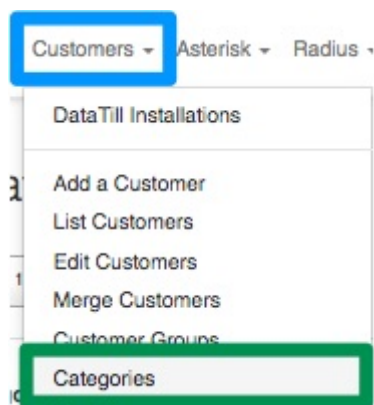 Customers Asterisk Radius
DataTill Installations
Add a Customer
List Customers
Edit Customers
Merge Customers
Customer Groups
Categories